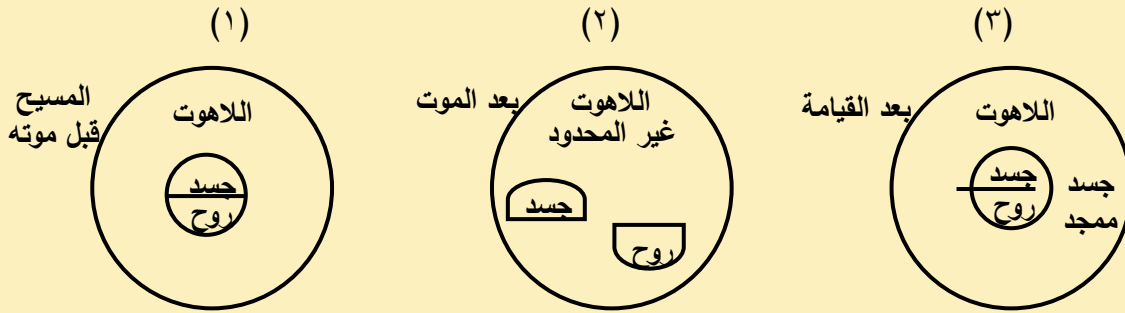 (١)
المسيح
قبل موته
اللاهوت
جسد
روح
(٢)
بعد الموت
اللاهوت
غير المحدود
جسد
روح
(٣)
بعد القيامة
اللاهوت
جسد
روح
جسد
ممجد